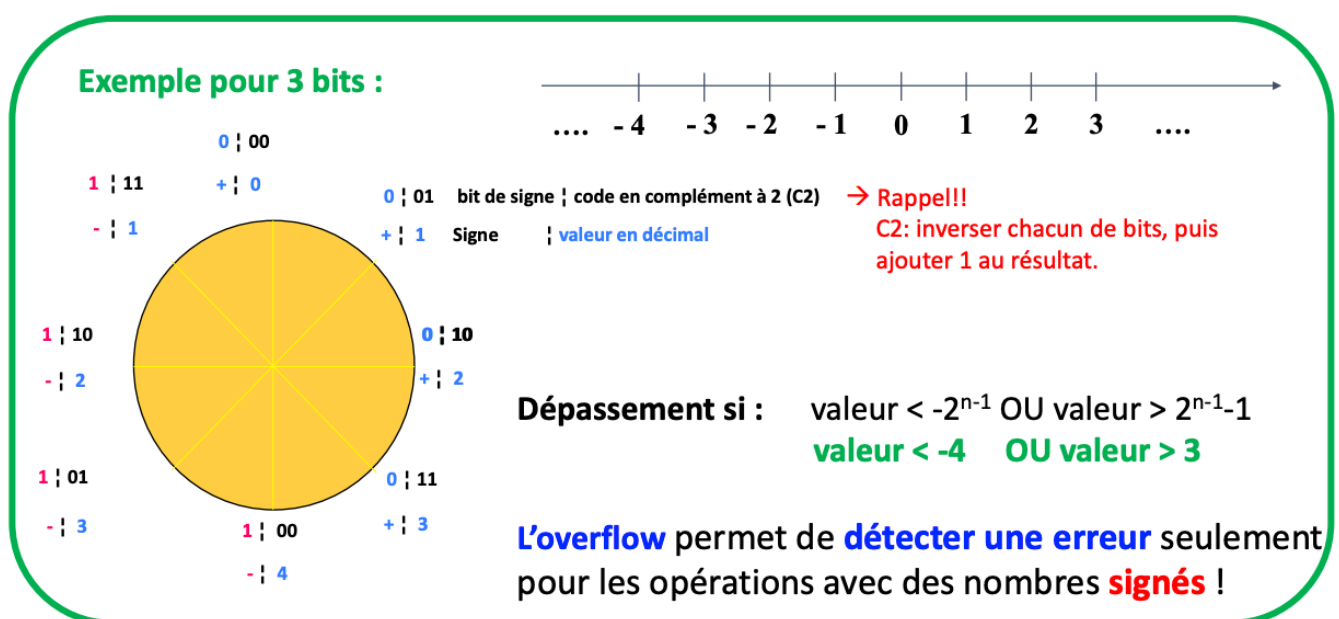 Exemple pour 3 bits :
.... - 4 - 3 - 2 - 1 0 1 2 3 ....
0 ¦ 00
+ ¦ 0
1 ¦ 11
- ¦ 1
0 ¦ 01 bit de signe ¦ code en complément à 2 (C2)
+ ¦ 1 Signe ¦ valeur en décimal
→ Rappel!!
C2: inverser chacun de bits, puis
ajouter 1 au résultat.
1 ¦ 10
- ¦ 2
0 ¦ 10
+ ¦ 2
1 ¦ 01
- ¦ 3
0 ¦ 11
+ ¦ 3
1 ¦ 00
- ¦ 4
Dépassement si : valeur < -2ⁿ⁻¹ OU valeur > 2ⁿ⁻¹-1
valeur < -4 OU valeur > 3
L’overflow permet de détecter une erreur seulement
pour les opérations avec des nombres signés !